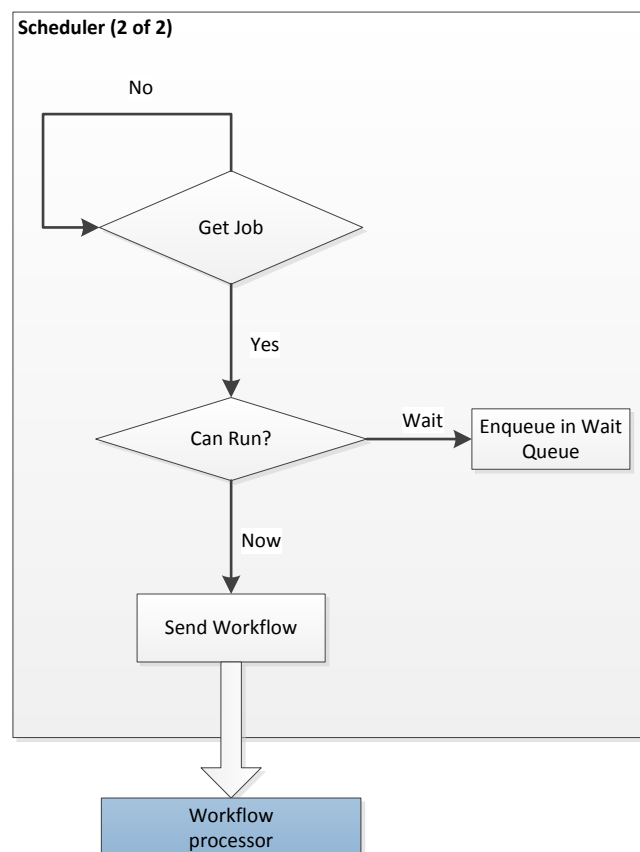 Scheduler (2 of 2)
No
Get Job
Yes
Can Run?
Wait
Enqueue in Wait
Queue
Now
Send Workflow
Workflow
processor